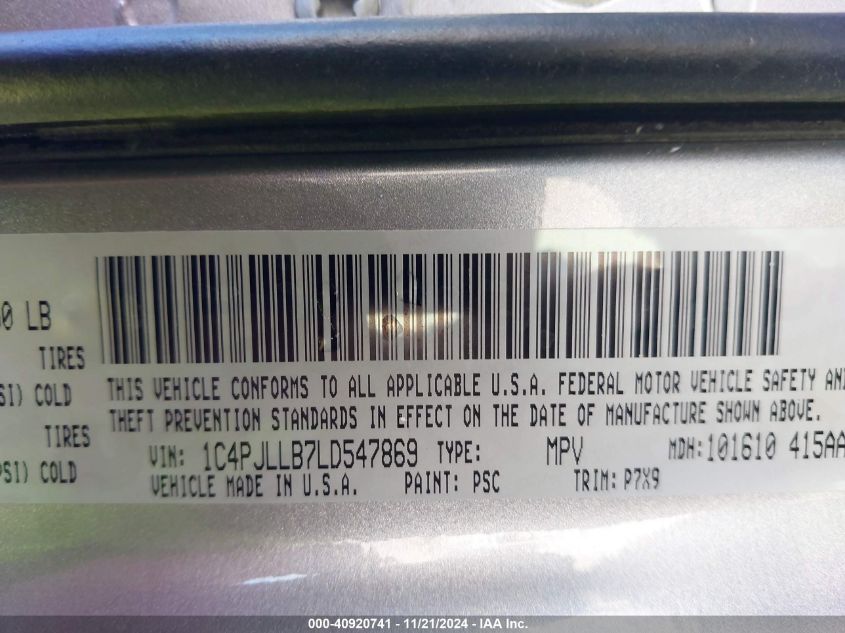 0 LB
TIRES
THIS VEHICLE CONFORMS TO ALL APPLICABLE U.S.A. FEDERAL MOTOR VEHICLE SAFETY AND
SI) COLD
THEFT PREVENTION STANDARDS IN EFFECT ON THE DATE OF MANUFACTURE SHOWN ABOVE.
TIRES
VIN: 1C4PJLLB7LD547869 TYPE: MPV MDH:101610 415AA
PSI) COLD
VEHICLE MADE IN U.S.A. PAINT: PSC TRIM: P7X9
000-40920741 - 11/21/2024 - IAA Inc.